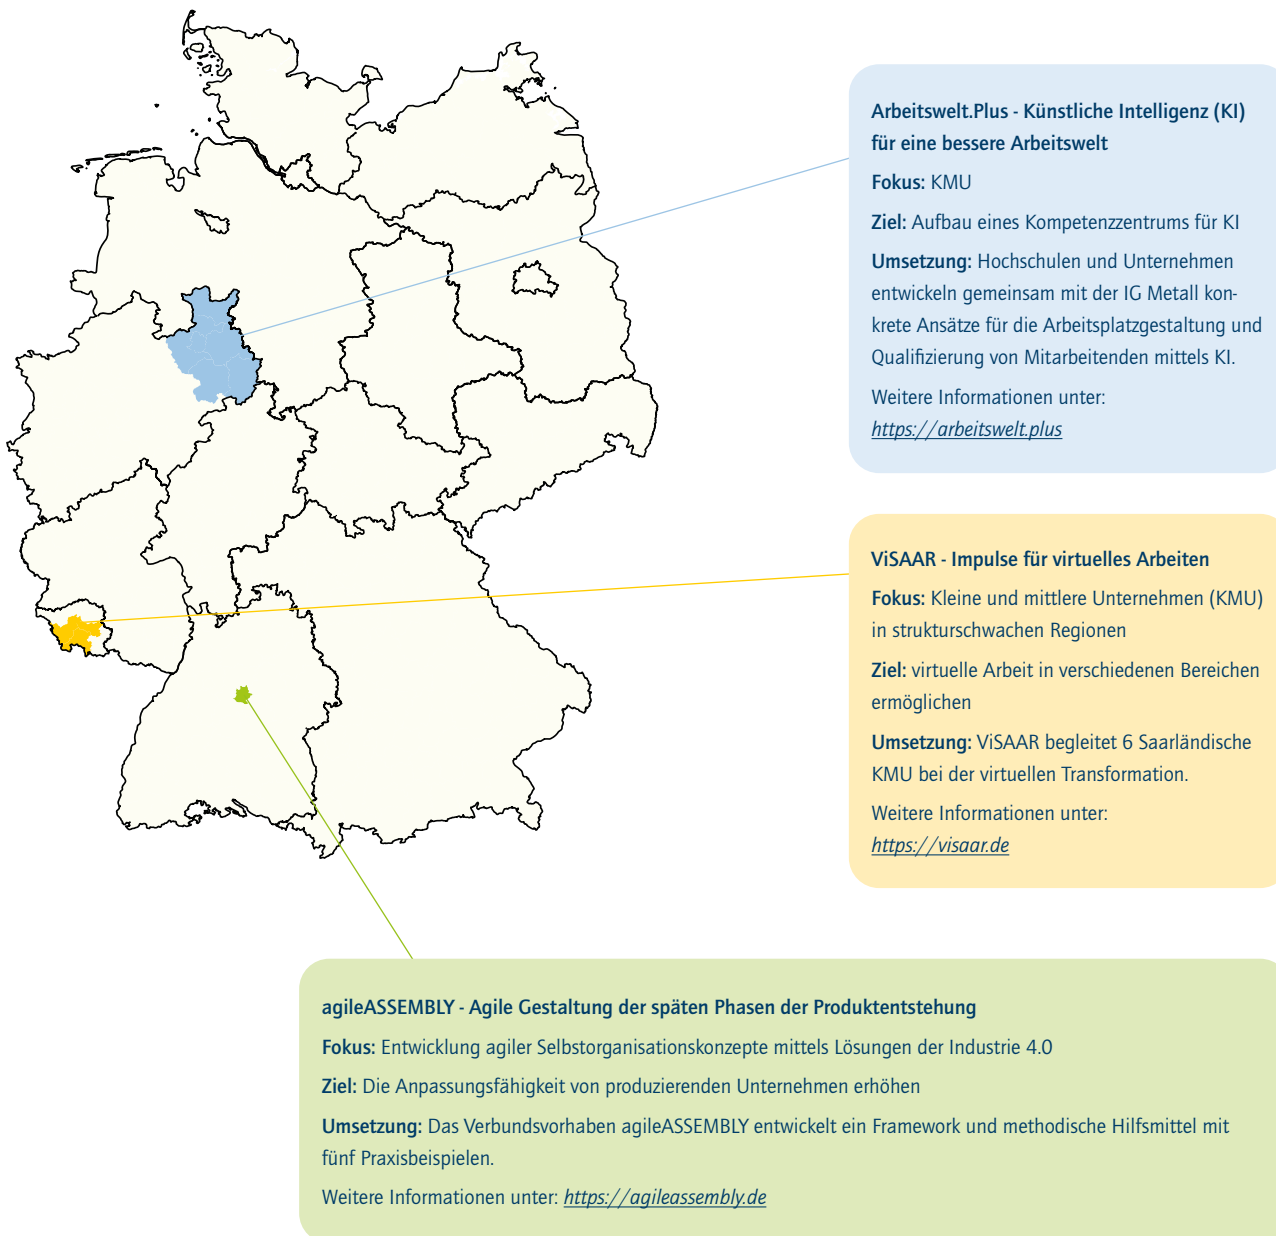 Arbeitswelt.Plus - Künstliche Intelligenz (KI)
für eine bessere Arbeitswelt
Fokus: KMU
Ziel: Aufbau eines Kompetenzzentrums für KI
Umsetzung: Hochschulen und Unternehmen
entwickeln gemeinsam mit der IG Metall kon-
krete Ansätze für die Arbeitsplatzgestaltung und
Qualifizierung von Mitarbeitenden mittels KI.
Weitere Informationen unter:
https://arbeitswelt.plus
ViSAAR - Impulse für virtuelles Arbeiten
Fokus: Kleine und mittlere Unternehmen (KMU)
in strukturschwachen Regionen
Ziel: virtuelle Arbeit in verschiedenen Bereichen
ermöglichen
Umsetzung: ViSAAR begleitet 6 Saarländische
KMU bei der virtuellen Transformation.
Weitere Informationen unter:
https://visaar.de
agileASSEMBLY - Agile Gestaltung der späten Phasen der Produktentstehung
Fokus: Entwicklung agiler Selbstorganisationskonzepte mittels Lösungen der Industrie 4.0
Ziel: Die Anpassungsfähigkeit von produzierenden Unternehmen erhöhen
Umsetzung: Das Verbundsvorhaben agileASSEMBLY entwickelt ein Framework und methodische Hilfsmittel mit
fünf Praxisbeispielen.
Weitere Informationen unter: https://agileassembly.de